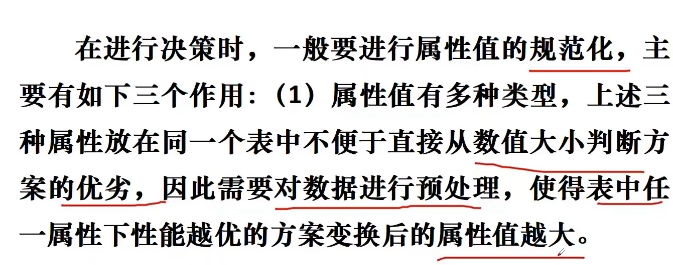 在进行决策时，一般要进行属性值的规范化，主
要有如下三个作用：（1）属性值有多种类型，上述三
种属性放在同一个表中不便于直接从数值大小判断方
案的优劣，因此需要对数据进行预处理，使得表中任
一属性下性能越优的方案变换后的属性值越大。